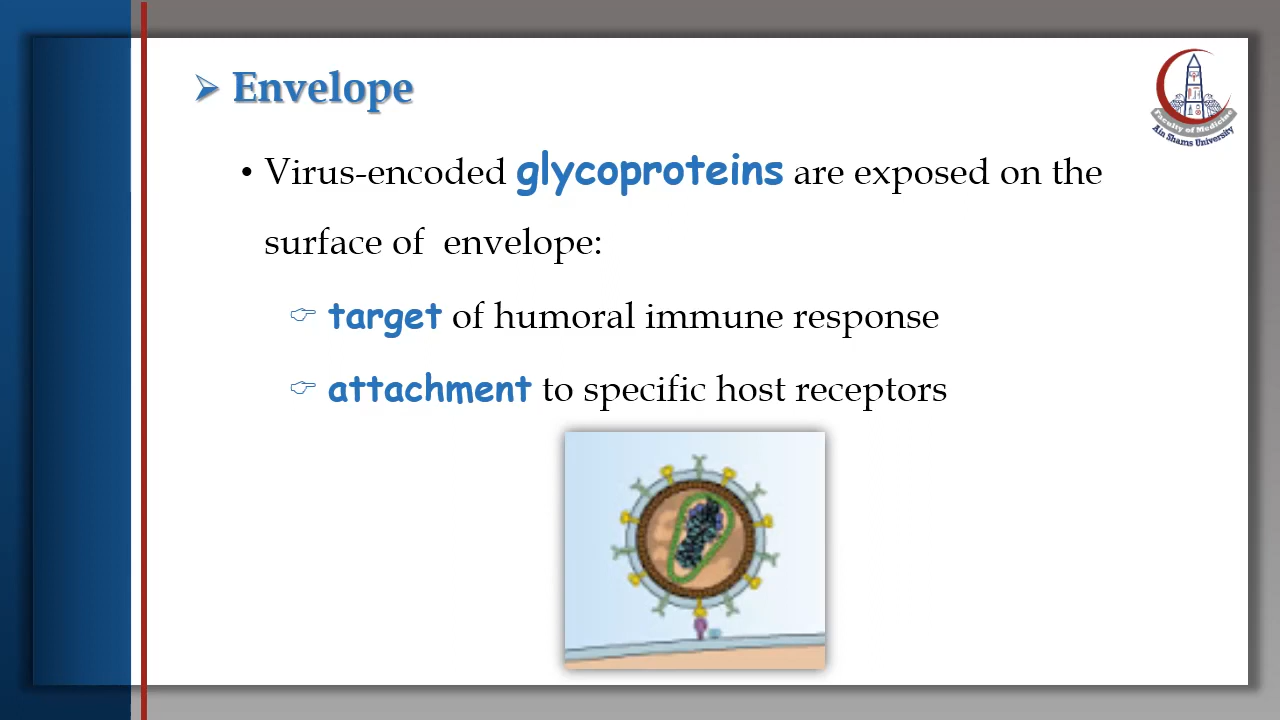 ➢ Envelope
• Virus-encoded glycoproteins are exposed on the
surface of envelope:
☞ target of humoral immune response
☞ attachment to specific host receptors
Faculty of Medicine
Ain Shams University